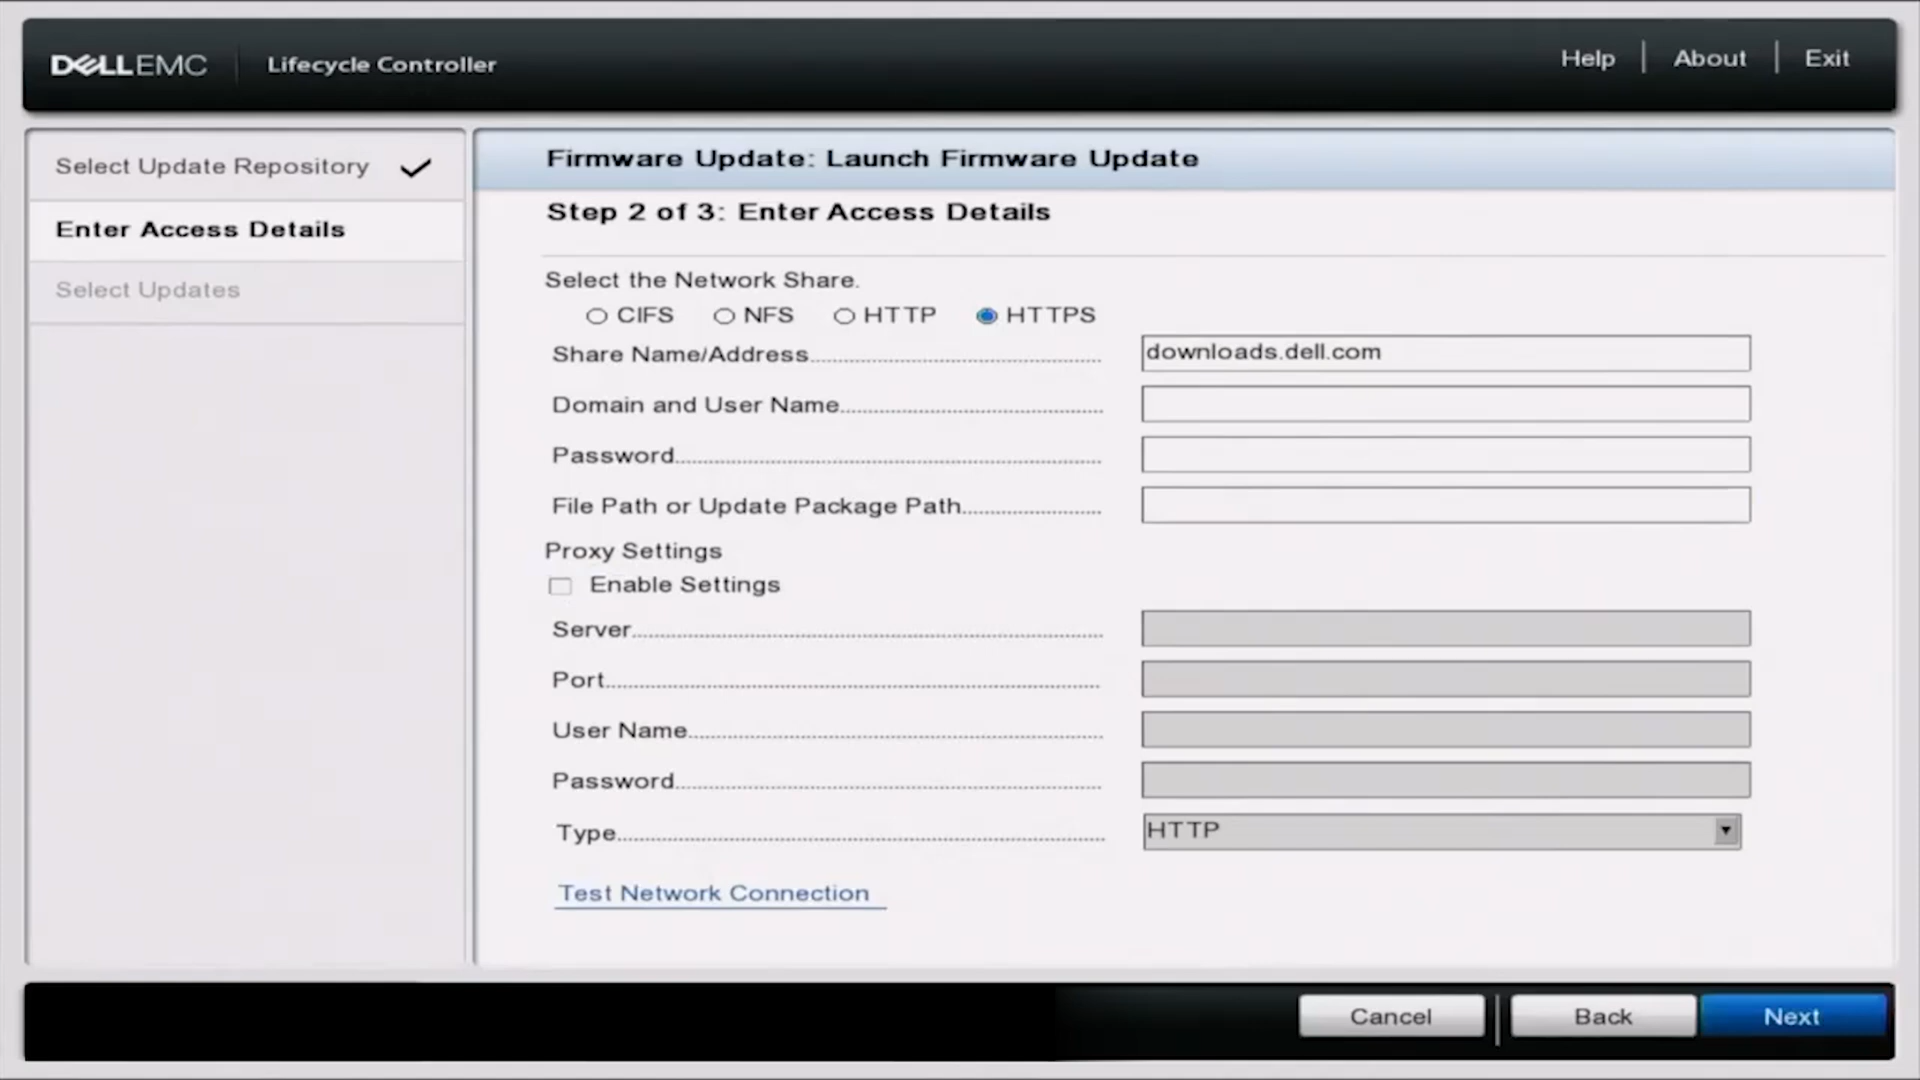 DELLEMC Lifecycle Controller Help About Exit
Select Update Repository
Enter Access Details
Select Updates
Firmware Update: Launch Firmware Update
Step 2 of 3: Enter Access Details
Select the Network Share.
CIFS NFS HTTP HTTPS
Share Name/Address downloads.dell.com
Domain and User Name
Password
File Path or Update Package Path
Proxy Settings
Enable Settings
Server
Port
User Name
Password
Type HTTP
Test Network Connection
Cancel Back Next